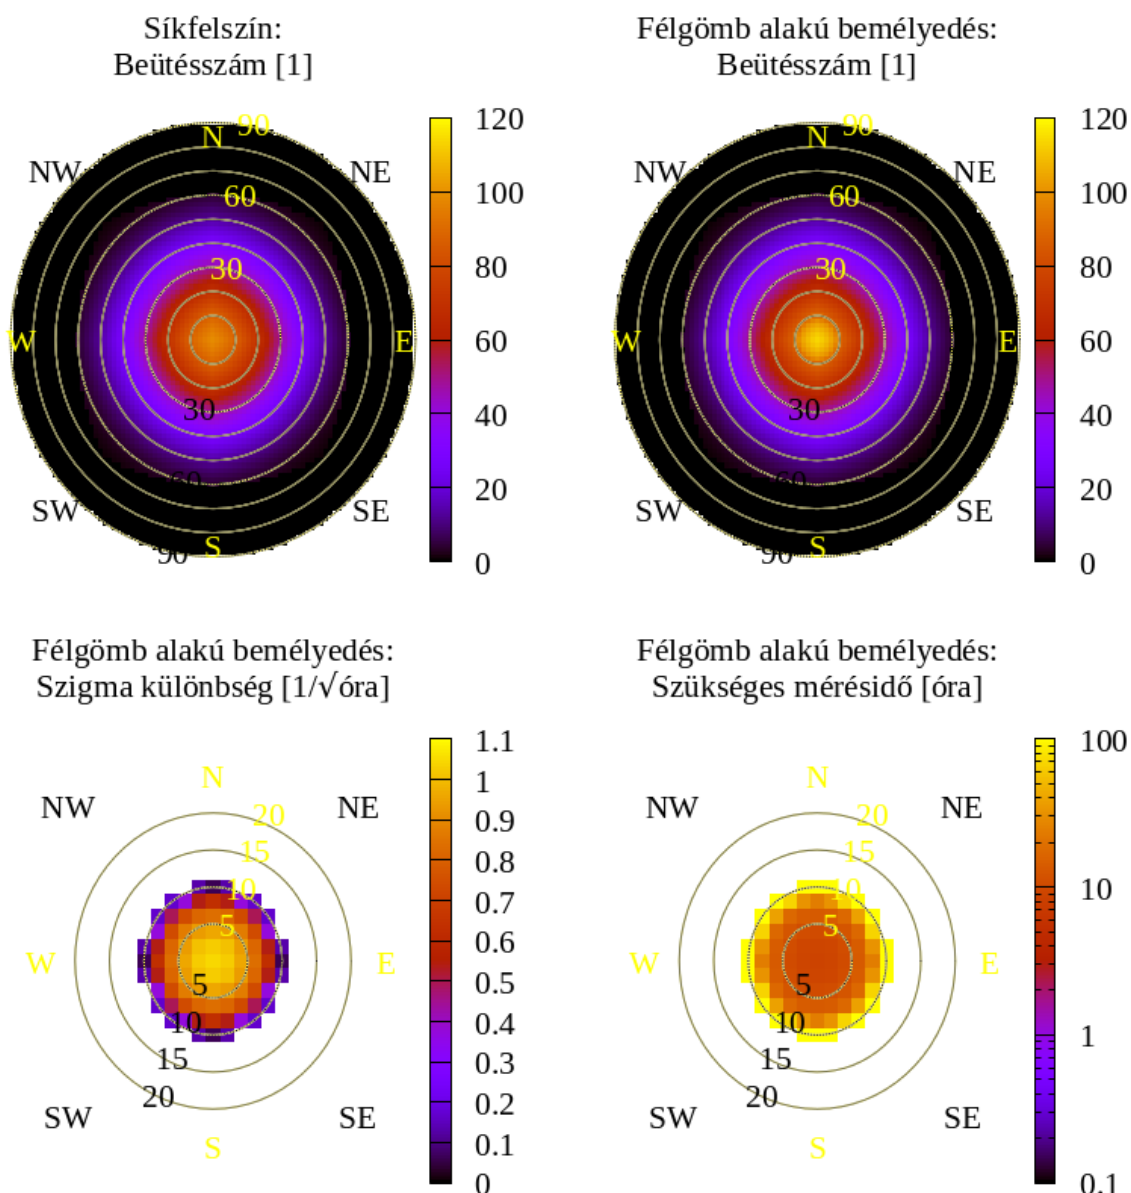 Síkfelszín:
Beütésszám [1]
N
90
NW
NE
60
30
W
E
30
60
SW
SE
S
90
120
100
80
60
40
20
0
Félgömb alakú bemélyedés:
Beütésszám [1]
N
90
NW
NE
60
30
W
E
30
60
SW
SE
S
90
120
100
80
60
40
20
0
Félgömb alakú bemélyedés:
Szigma különbség [1/√óra]
N
NW
NE
20
15
10
5
W
E
5
10
15
20
SW
SE
S
1.1
1
0.9
0.8
0.7
0.6
0.5
0.4
0.3
0.2
0.1
0
Félgömb alakú bemélyedés:
Szükséges mérésidő [óra]
N
NW
NE
20
15
10
5
W
E
5
10
15
20
SW
SE
S
100
10
1
0.1